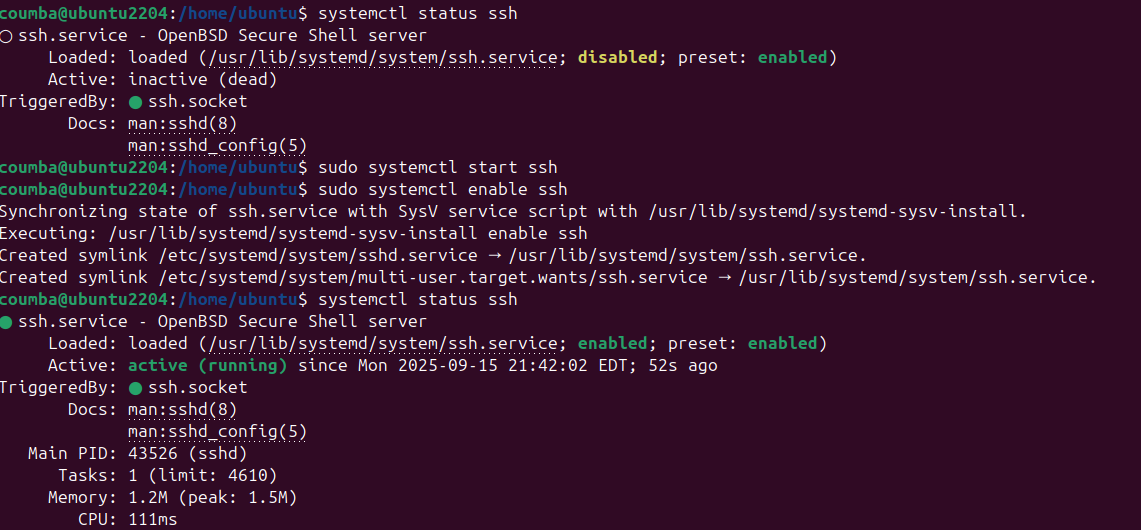 coumba@ubuntu2204:/home/ubuntu$ systemctl status ssh
○ ssh.service - OpenBSD Secure Shell server
     Loaded: loaded (/usr/lib/systemd/system/ssh.service; disabled; preset: enabled)
     Active: inactive (dead)
TriggeredBy: ● ssh.socket
       Docs: man:sshd(8)
             man:sshd_config(5)
coumba@ubuntu2204:/home/ubuntu$ sudo systemctl start ssh
coumba@ubuntu2204:/home/ubuntu$ sudo systemctl enable ssh
Synchronizing state of ssh.service with SysV service script with /usr/lib/systemd/systemd-sysv-install.
Executing: /usr/lib/systemd/systemd-sysv-install enable ssh
Created symlink /etc/systemd/system/sshd.service → /usr/lib/systemd/system/ssh.service.
Created symlink /etc/systemd/system/multi-user.target.wants/ssh.service → /usr/lib/systemd/system/ssh.service.
coumba@ubuntu2204:/home/ubuntu$ systemctl status ssh
● ssh.service - OpenBSD Secure Shell server
     Loaded: loaded (/usr/lib/systemd/system/ssh.service; enabled; preset: enabled)
     Active: active (running) since Mon 2025-09-15 21:42:02 EDT; 52s ago
TriggeredBy: ● ssh.socket
       Docs: man:sshd(8)
             man:sshd_config(5)
   Main PID: 43526 (sshd)
      Tasks: 1 (limit: 4610)
     Memory: 1.2M (peak: 1.5M)
        CPU: 111ms